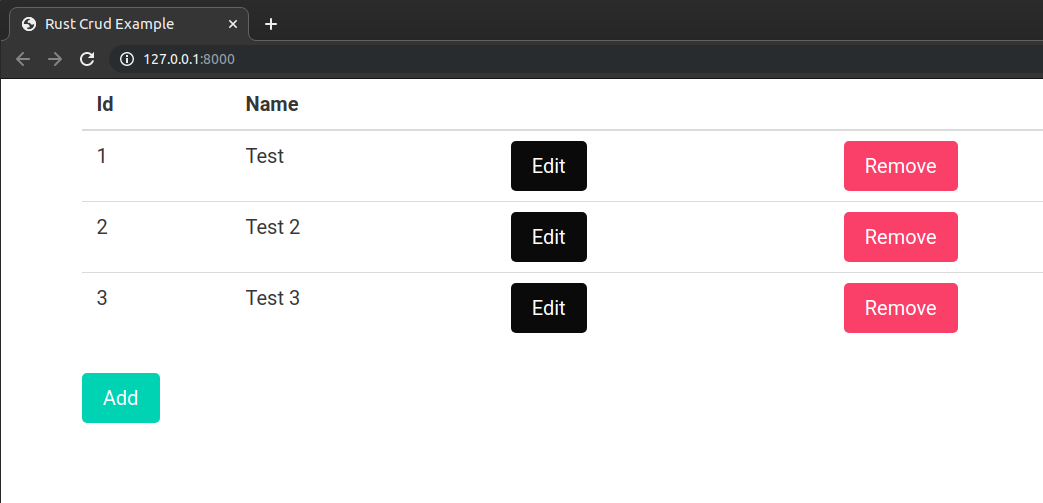 Rust Crud Example
127.0.0.1:8000
Id Name
1 Test Edit Remove
2 Test 2 Edit Remove
3 Test 3 Edit Remove
Add